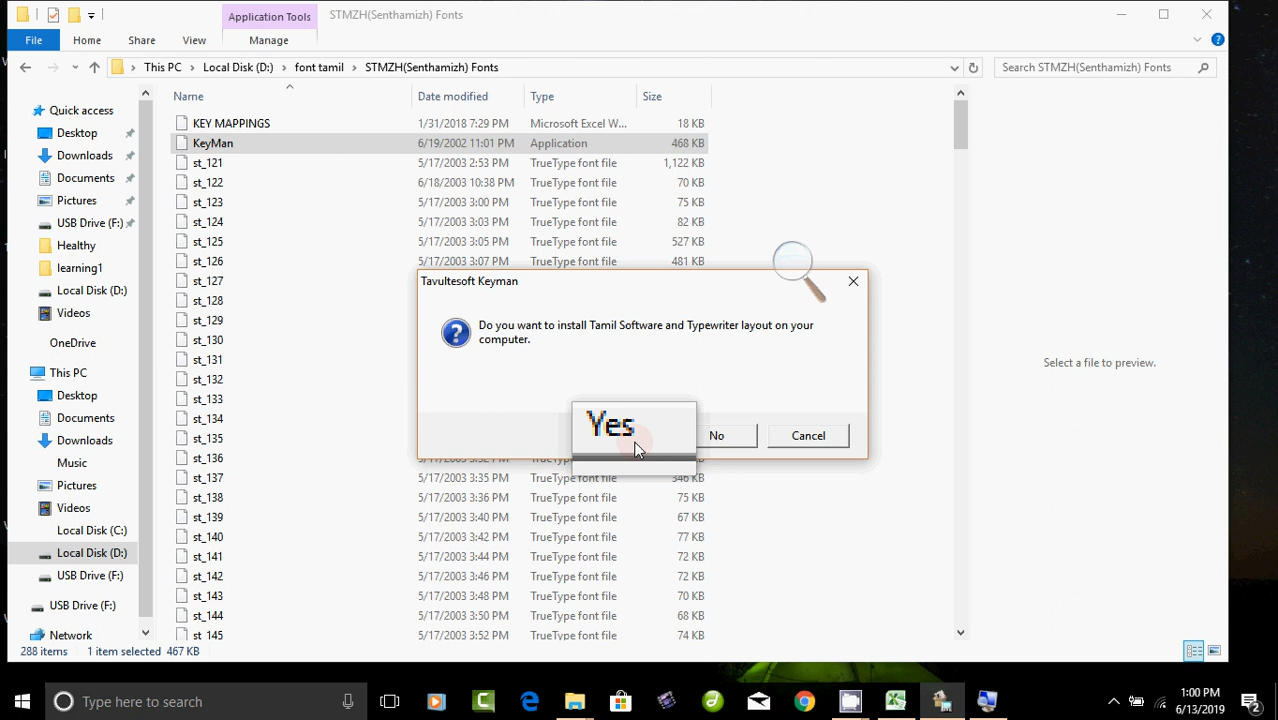 Application Tools
STMZH(Senthamizh) Fonts
File
Home
Share
View
Manage
This PC > Local Disk (D:) > font tamil > STMZH(Senthamizh) Fonts
Search STMZH(Senthamizh) Fonts
Quick access
Desktop
Downloads
Documents
Pictures
USB Drive (F:)
Healthy
learning1
Local Disk (D:)
Videos
OneDrive
This PC
Desktop
Documents
Downloads
Music
Pictures
Videos
Local Disk (C:)
Local Disk (D:)
USB Drive (F:)
USB Drive (F:)
Network
Name Date modified Type Size
KEY MAPPINGS 1/31/2018 7:29 PM Microsoft Excel W... 18 KB
KeyMan 6/19/2002 11:01 PM Application 468 KB
st_121 5/17/2003 2:53 PM TrueType font file 1,122 KB
st_122 6/18/2003 10:38 PM TrueType font file 70 KB
st_123 5/17/2003 3:00 PM TrueType font file 75 KB
st_124 5/17/2003 3:03 PM TrueType font file 82 KB
st_125 5/17/2003 3:05 PM TrueType font file 527 KB
st_126 5/17/2003 3:07 PM TrueType font file 481 KB
st_127
st_128
st_129
st_130
st_131
st_132
st_133
st_134
st_135
st_136
st_137 5/17/2003 3:35 PM TrueType font file 346 KB
st_138 5/17/2003 3:36 PM TrueType font file 75 KB
st_139 5/17/2003 3:40 PM TrueType font file 67 KB
st_140 5/17/2003 3:42 PM TrueType font file 77 KB
st_141 5/17/2003 3:44 PM TrueType font file 72 KB
st_142 5/17/2003 3:46 PM TrueType font file 72 KB
st_143 5/17/2003 3:48 PM TrueType font file 70 KB
st_144 5/17/2003 3:50 PM TrueType font file 68 KB
st_145 5/17/2003 3:52 PM TrueType font file 74 KB
Tavultesoft Keyman
Do you want to install Tamil Software and Typewriter layout on your
computer.
Yes
No
Cancel
Select a file to preview.
288 items 1 item selected 467 KB
Type here to search
1:00 PM
6/13/2019
2